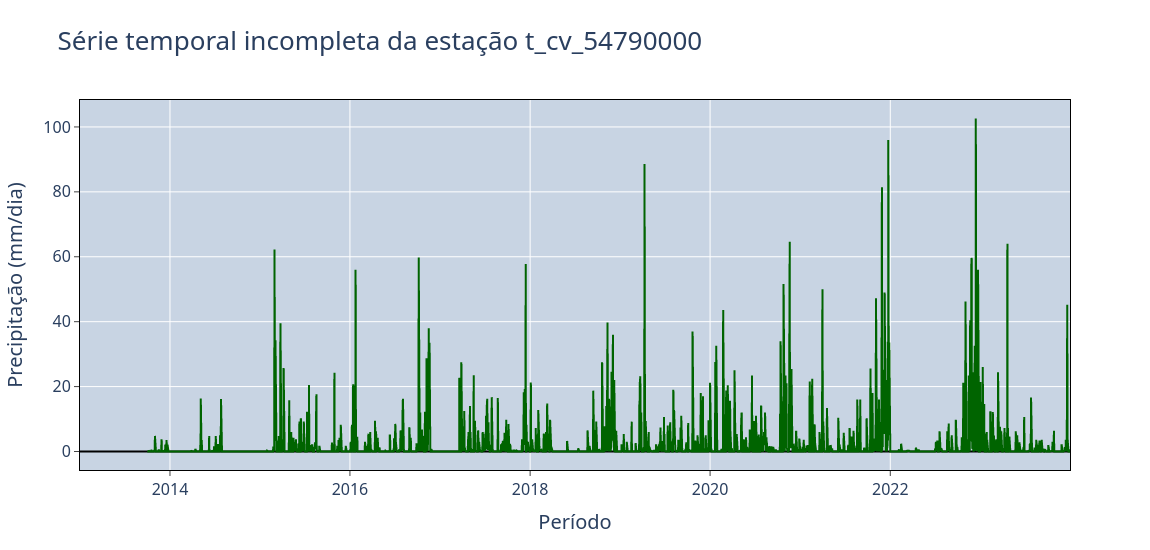 Série temporal incompleta da estação t_cv_54790000
Precipitação (mm/dia)
100
80
60
40
20
0
2014 2016 2018 2020 2022
Período